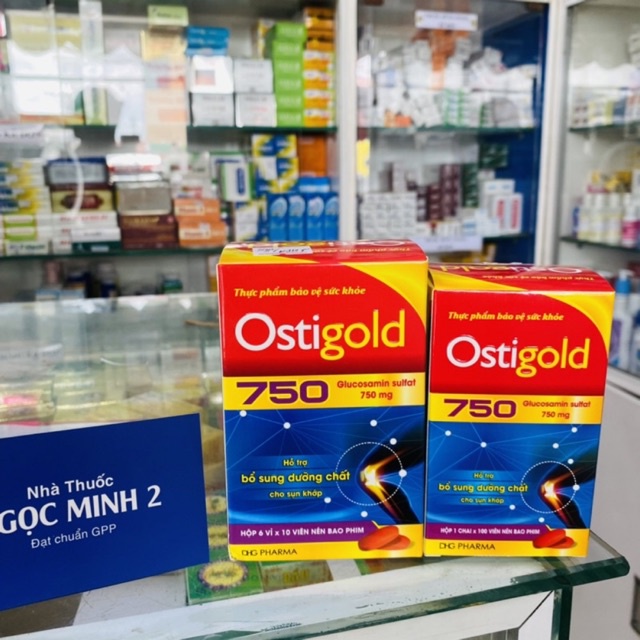 Thực phẩm bảo vệ sức khỏe
Ostigold
750
Glucosamin sulfat
750 mg
Hỗ trợ
bổ sung dưỡng chất
cho sụn khớp
HỘP 6 VỈ x 10 VIÊN NÉN BAO PHIM
DHG PHARMA
Thực phẩm bảo vệ sức khỏe
Ostigold
750
Glucosamin sulfat
750 mg
Hỗ trợ
bổ sung dưỡng chất
cho sụn khớp
HỘP 1 CHAI x 100 VIÊN NÉN BAO PHIM
DHG PHARMA
Nhà Thuốc
GỌC MINH 2
Đạt chuẩn GPP